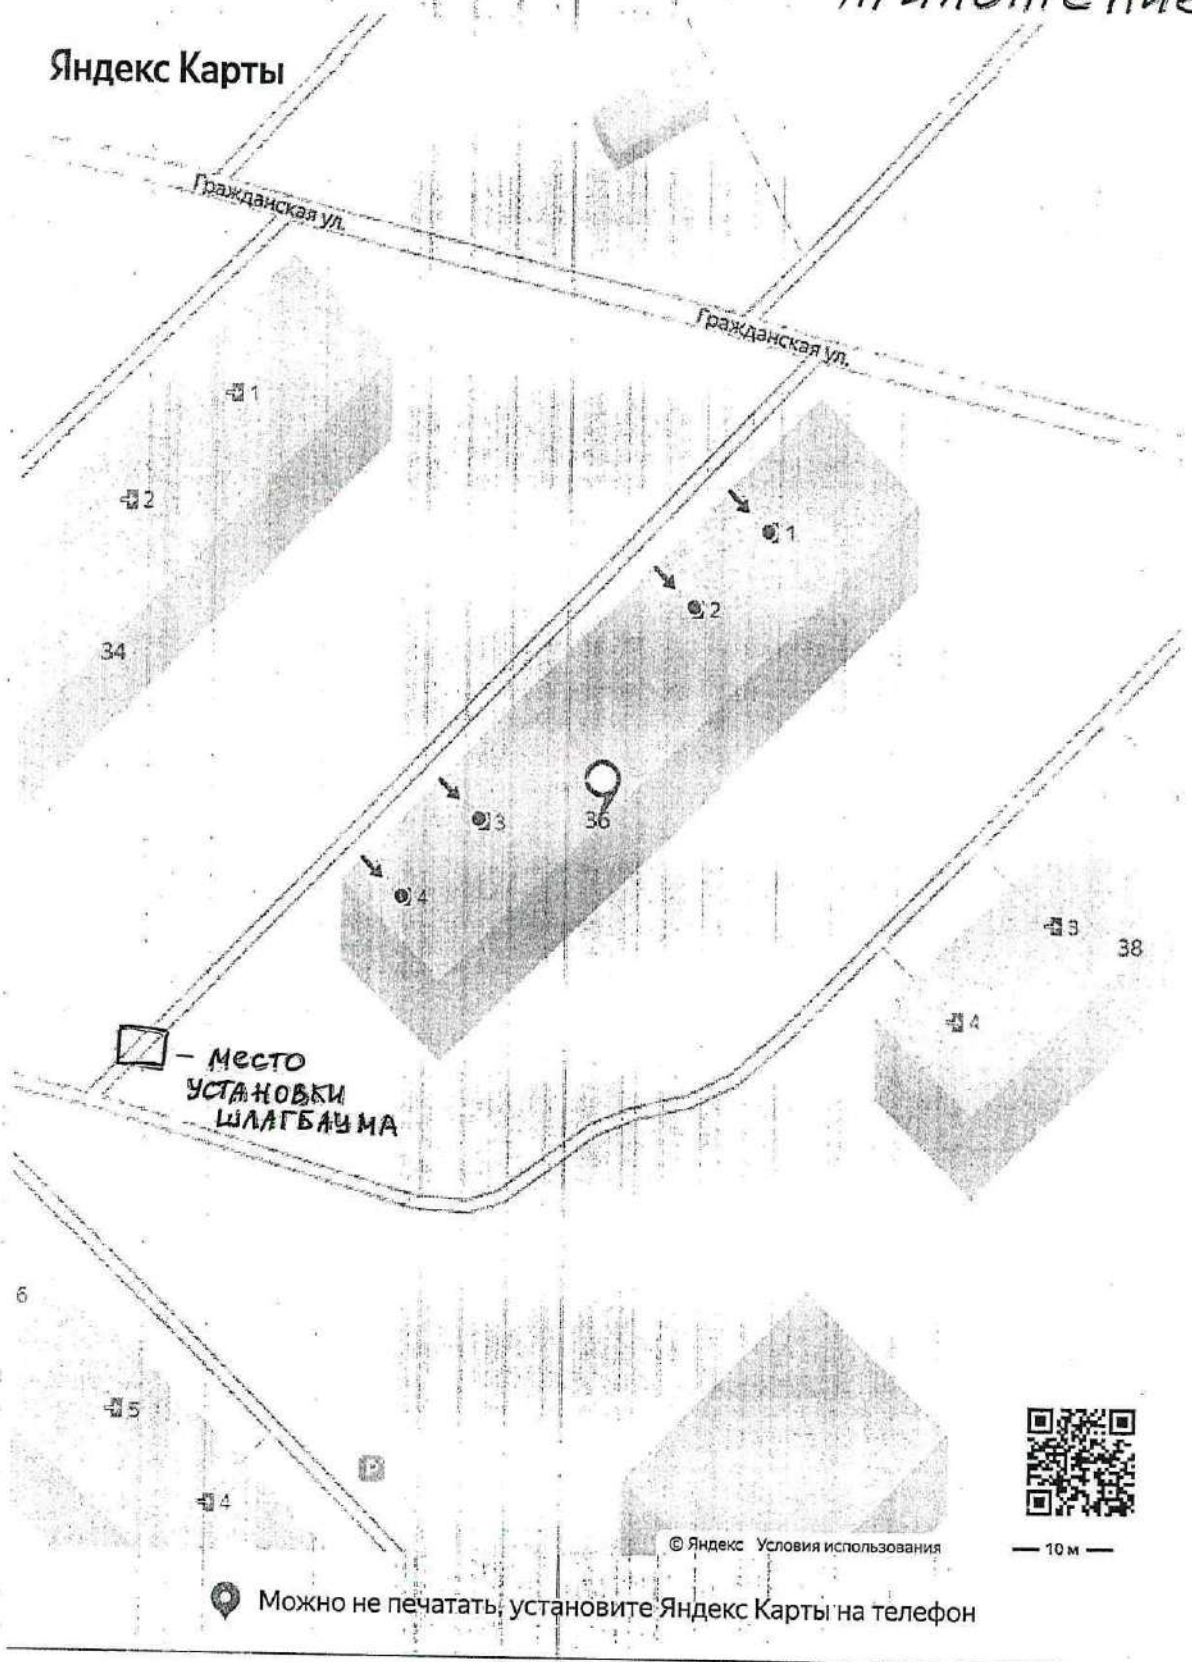 Яндекс Карты
Гражданская ул.
Гражданская ул.
1
2
34
1
2
3
36
4
3
38
4
- МЕСТО
УСТАНОВКИ
ШЛАГБАУМА
6
5
4
P
© Яндекс Условия использования
10 м
Можно не печатать, установите Яндекс Карты на телефон